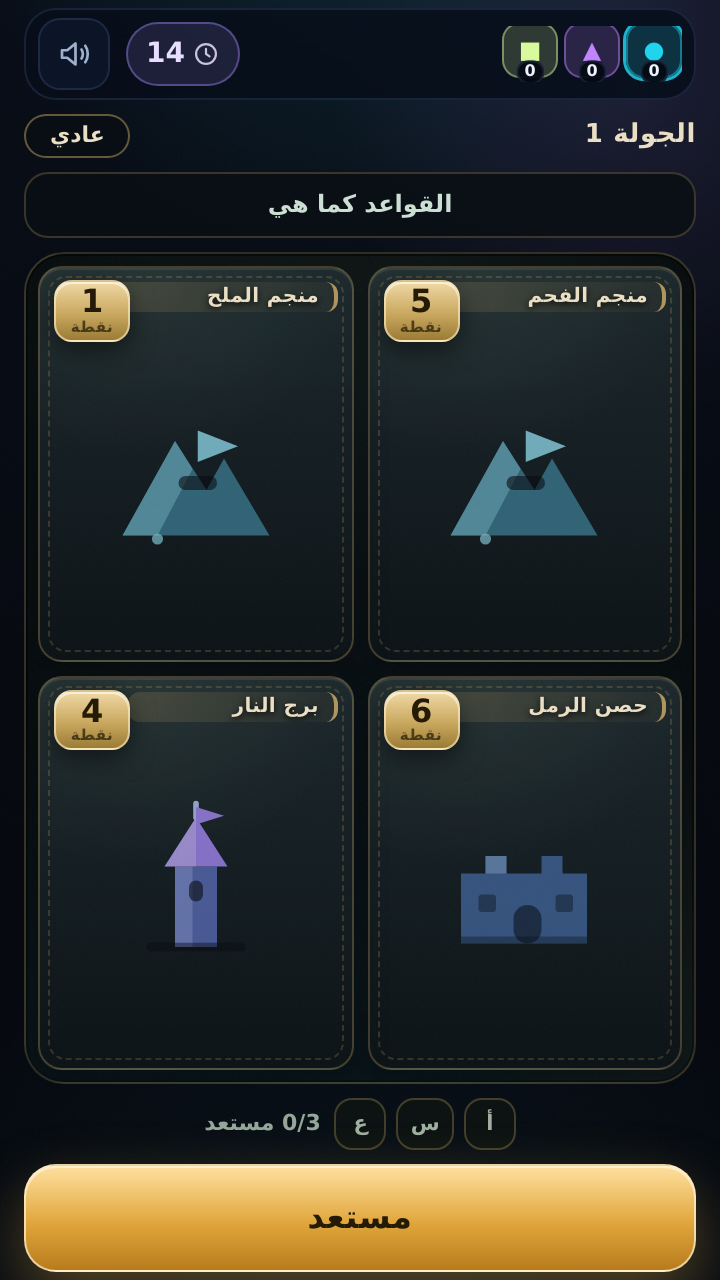 0
0
0
14
الجولة 1
عادي
القواعد كما هي
منجم الفحم
5
نقطة
منجم الملح
1
نقطة
حصن الرمل
6
نقطة
برج النار
4
نقطة
أ
س
ع
0/3 مستعد
مستعد